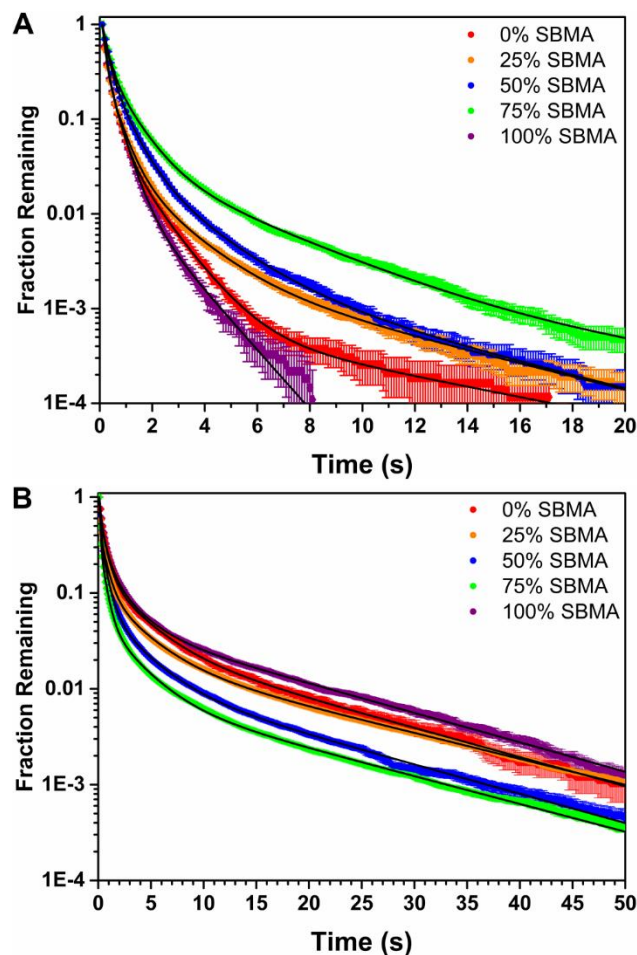 A
1
0.1
0.01
1E-3
1E-4
Fraction Remaining
0% SBMA
25% SBMA
50% SBMA
75% SBMA
100% SBMA
0 2 4 6 8 10 12 14 16 18 20
Time (s)
B
1
0.1
0.01
1E-3
1E-4
Fraction Remaining
0% SBMA
25% SBMA
50% SBMA
75% SBMA
100% SBMA
0 5 10 15 20 25 30 35 40 45 50
Time (s)